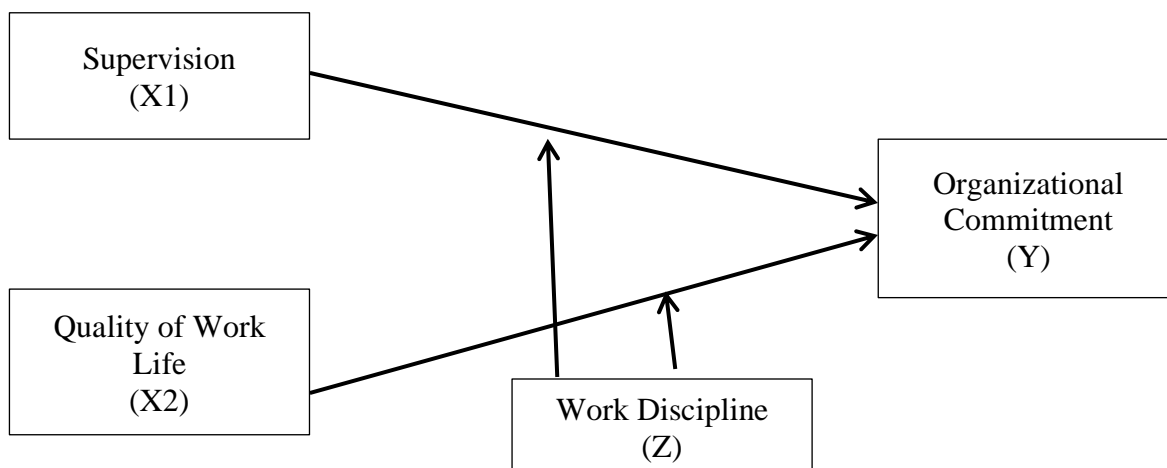 Supervision
(X1)
Organizational
Commitment
(Y)
Quality of Work
Life
(X2)
Work Discipline
(Z)